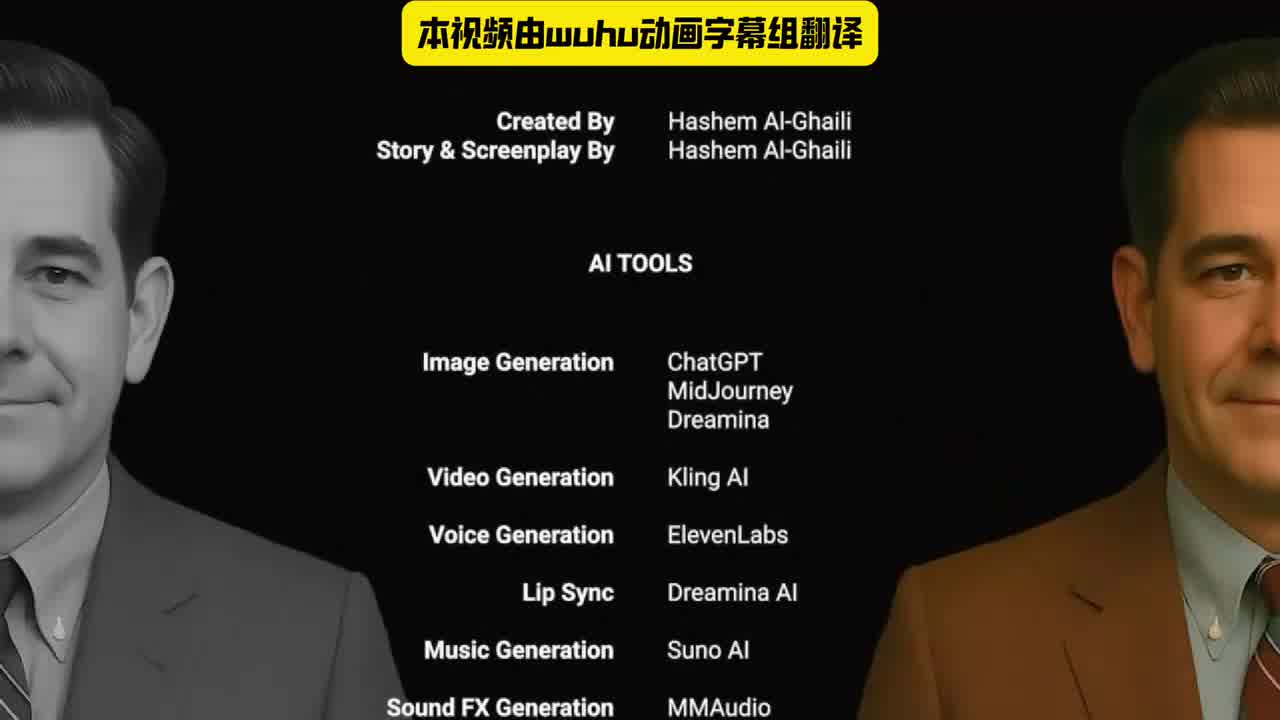 本视频由wuhu动画字幕组翻译
Created By Hashem Al-Ghaili
Story & Screenplay By Hashem Al-Ghaili
AI TOOLS
Image Generation ChatGPT
MidJourney
Dreamina
Video Generation Kling AI
Voice Generation ElevenLabs
Lip Sync Dreamina AI
Music Generation Suno AI
Sound FX Generation MMAudio